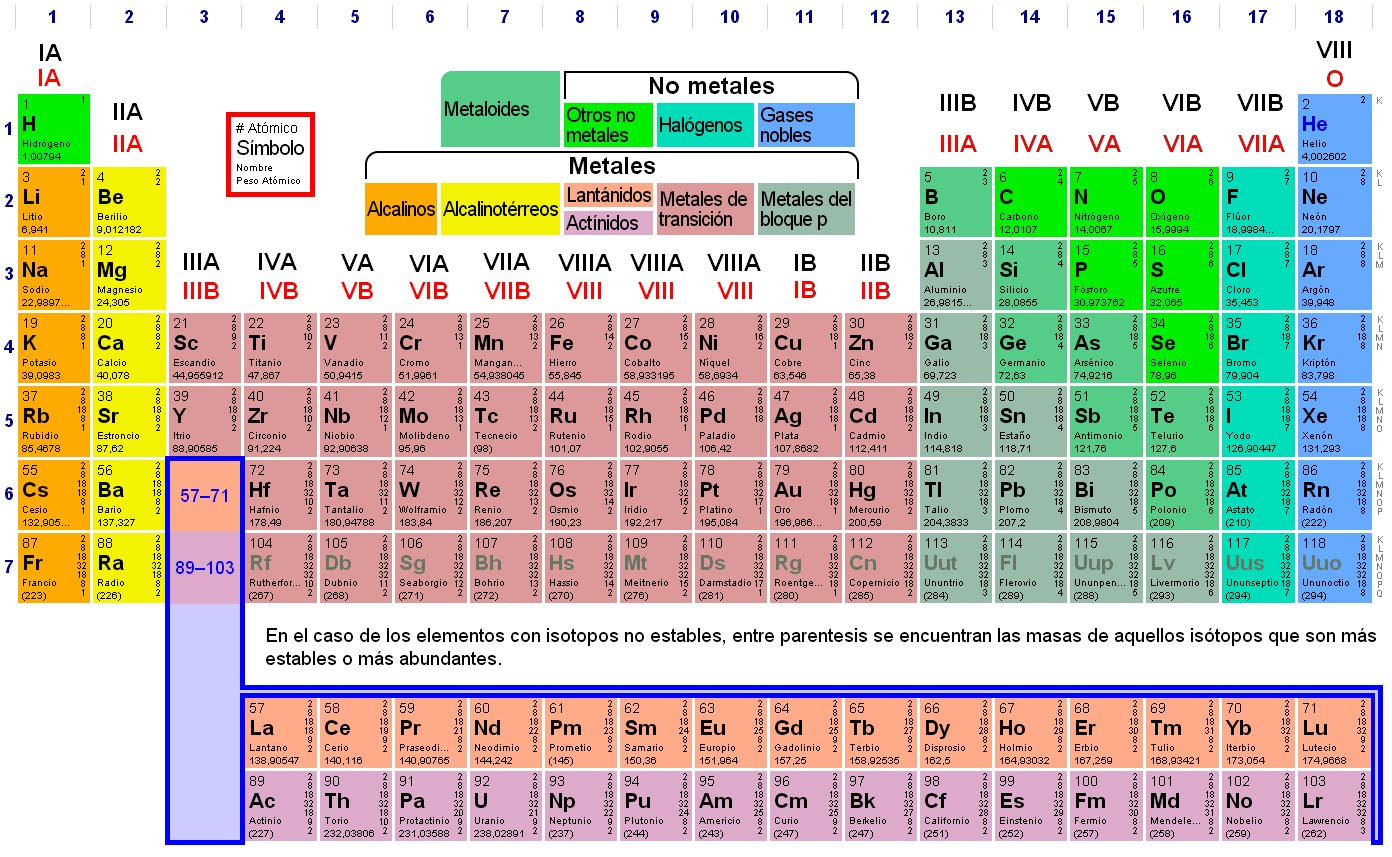 1 2 3 4 5 6 7 8 9 10 11 12 13 14 15 16 17 18
IA VIII
IA O
IIA IIIB IVB VB VIB VIIB
IIA IIIA IVA VA VIA VIIA
# Atómico
Símbolo
Nombre
Peso Atómico
No metales
Metaloides
Otros no metales
Halógenos
Gases nobles
Metales
Alcalinos
Alcalinotérreos
Lantánidos
Actínidos
Metales de transición
Metales del bloque p
IIIA IVA VA VIA VIIA VIIIA VIIIA VIIIA IB IIB
IIIB IVB VB VIB VIIB VIII VIII VIII IB IIB
1
1 H Hidrógeno 1,00794
2 He Helio 4,002602
K
2
3 Li Litio 6,941
4 Be Berilio 9,012182
5 B Boro 10,811
6 C Carbono 12,0107
7 N Nitrógeno 14,0067
8 O Oxígeno 15,9994
9 F Flúor 18,9984...
10 Ne Neón 20,1797
K L
3
11 Na Sodio 22,9897...
12 Mg Magnesio 24,305
13 Al Aluminio 26,9815...
14 Si Silicio 28,0855
15 P Fósforo 30,973762
16 S Azufre 32,065
17 Cl Cloro 35,453
18 Ar Argón 39,948
K L M
4
19 K Potasio 39,0983
20 Ca Calcio 40,078
21 Sc Escandio 44,955912
22 Ti Titanio 47,867
23 V Vanadio 50,9415
24 Cr Cromo 51,9961
25 Mn Mangan... 54,938045
26 Fe Hierro 55,845
27 Co Cobalto 58,933195
28 Ni Níquel 58,6934
29 Cu Cobre 63,546
30 Zn Cinc 65,38
31 Ga Galio 69,723
32 Ge Germanio 72,63
33 As Arsénico 74,9216
34 Se Selenio 78,96
35 Br Bromo 79,904
36 Kr Kriptón 83,798
K L M N
5
37 Rb Rubidio 85,4678
38 Sr Estroncio 87,62
39 Y Itrio 88,90585
40 Zr Circonio 91,224
41 Nb Niobio 92,90638
42 Mo Molibdeno 95,96
43 Tc Tecnecio (98)
44 Ru Rutenio 101,07
45 Rh Rodio 102,9055
46 Pd Paladio 106,42
47 Ag Plata 107,8682
48 Cd Cadmio 112,411
49 In Indio 114,818
50 Sn Estaño 118,71
51 Sb Antimonio 121,76
52 Te Telurio 127,6
53 I Yodo 126,90447
54 Xe Xenón 131,293
K L M N O
6
55 Cs Cesio 132,905...
56 Ba Bario 137,327
57–71
72 Hf Hafnio 178,49
73 Ta Tantalio 180,94788
74 W Wolframio 183,84
75 Re Renio 186,207
76 Os Osmio 190,23
77 Ir Iridio 192,217
78 Pt Platino 195,084
79 Au Oro 196,966...
80 Hg Mercurio 200,59
81 Tl Talio 204,3833
82 Pb Plomo 207,2
83 Bi Bismuto 208,9804
84 Po Polonio (209)
85 At Astato (210)
86 Rn Radón (222)
K L M N O P
7
87 Fr Francio (223)
88 Ra Radio (226)
89–103
104 Rf Rutherfor... (267)
105 Db Dubnio (268)
106 Sg Seaborgio (271)
107 Bh Bohrio (272)
108 Hs Hassio (270)
109 Mt Meitnerio (276)
110 Ds Darmstadio (281)
111 Rg Roentge... (280)
112 Cn Copernicio (285)
113 Uut Ununtrio (284)
114 Fl Flerovio (289)
115 Uup Ununpen... (288)
116 Lv Livermorio (293)
117 Uus Ununseptio (294)
118 Uuo Ununoctio (294)
K L M N O P Q
En el caso de los elementos con isotopos no estables, entre parentesis se encuentran las masas de aquellos isótopos que son más
estables o más abundantes.
57 La Lantano 138,90547
58 Ce Cerio 140,116
59 Pr Praseodi... 140,90765
60 Nd Neodimio 144,242
61 Pm Prometio (145)
62 Sm Samario 150,36
63 Eu Europio 151,964
64 Gd Gadolinio 157,25
65 Tb Terbio 158,92535
66 Dy Disprosio 162,5
67 Ho Holmio 164,93032
68 Er Erbio 167,259
69 Tm Tulio 168,93421
70 Yb Iterbio 173,054
71 Lu Lutecio 174,9668
89 Ac Actinio (227)
90 Th Torio 232,03806
91 Pa Protactinio 231,03588
92 U Uranio 238,02891
93 Np Neptunio (237)
94 Pu Plutonio (244)
95 Am Americio (243)
96 Cm Curio (247)
97 Bk Berkelio (247)
98 Cf Californio (251)
99 Es Einstenio (252)
100 Fm Fermio (257)
101 Md Mendele... (258)
102 No Nobelio (259)
103 Lr Lawrencio (262)